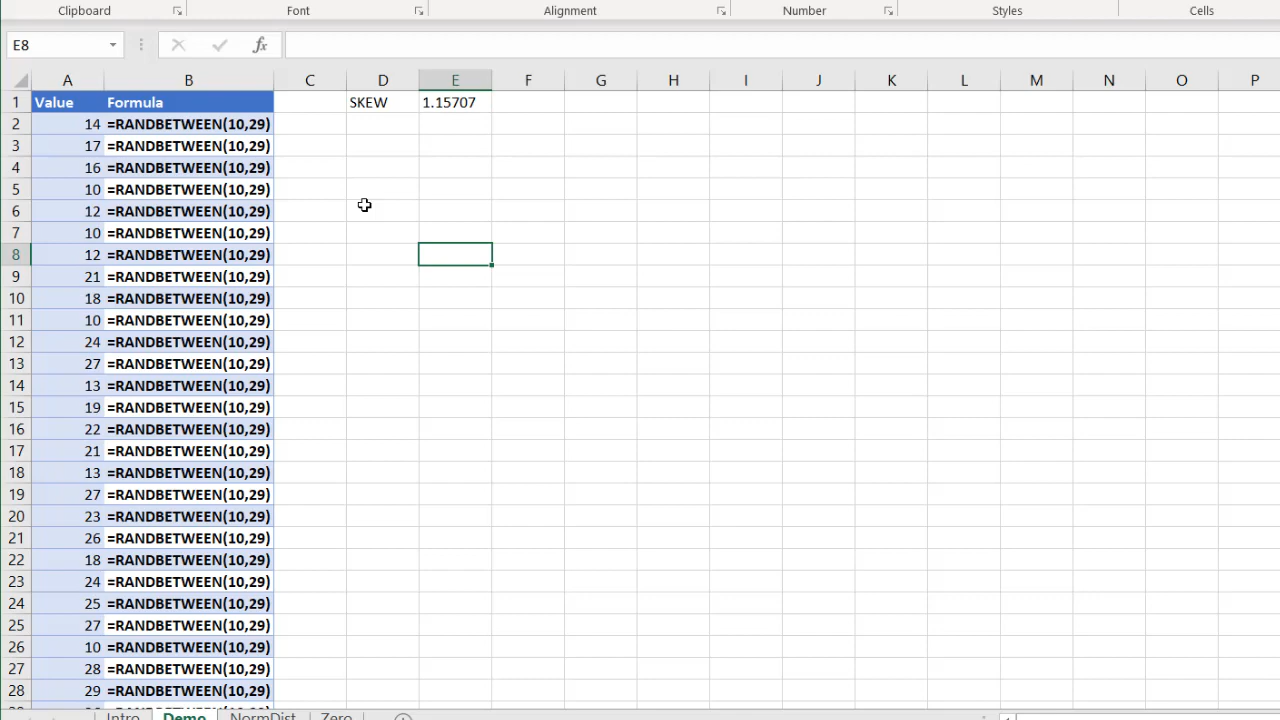 Clipboard Font Alignment Number Styles Cells
E8 fx
A B C D E F G H I J K L M N O P
1 Value Formula SKEW 1.15707
2 14 =RANDBETWEEN(10,29)
3 17 =RANDBETWEEN(10,29)
4 16 =RANDBETWEEN(10,29)
5 10 =RANDBETWEEN(10,29)
6 12 =RANDBETWEEN(10,29)
7 10 =RANDBETWEEN(10,29)
8 12 =RANDBETWEEN(10,29)
9 21 =RANDBETWEEN(10,29)
10 18 =RANDBETWEEN(10,29)
11 10 =RANDBETWEEN(10,29)
12 24 =RANDBETWEEN(10,29)
13 27 =RANDBETWEEN(10,29)
14 13 =RANDBETWEEN(10,29)
15 19 =RANDBETWEEN(10,29)
16 22 =RANDBETWEEN(10,29)
17 21 =RANDBETWEEN(10,29)
18 13 =RANDBETWEEN(10,29)
19 27 =RANDBETWEEN(10,29)
20 23 =RANDBETWEEN(10,29)
21 26 =RANDBETWEEN(10,29)
22 18 =RANDBETWEEN(10,29)
23 24 =RANDBETWEEN(10,29)
24 25 =RANDBETWEEN(10,29)
25 27 =RANDBETWEEN(10,29)
26 10 =RANDBETWEEN(10,29)
27 28 =RANDBETWEEN(10,29)
28 29 =RANDBETWEEN(10,29)
Intro Demo NormDist Zero